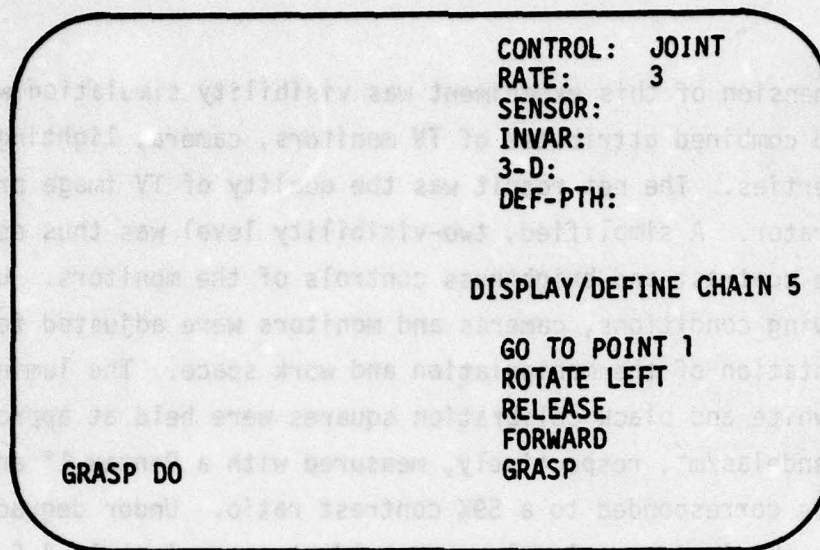 CONTROL: JOINT
RATE: 3
SENSOR:
INVAR:
3-D:
DEF-PTH:
DISPLAY/DEFINE CHAIN 5
GO TO POINT 1
ROTATE LEFT
RELEASE
FORWARD
GRASP DO GRASP